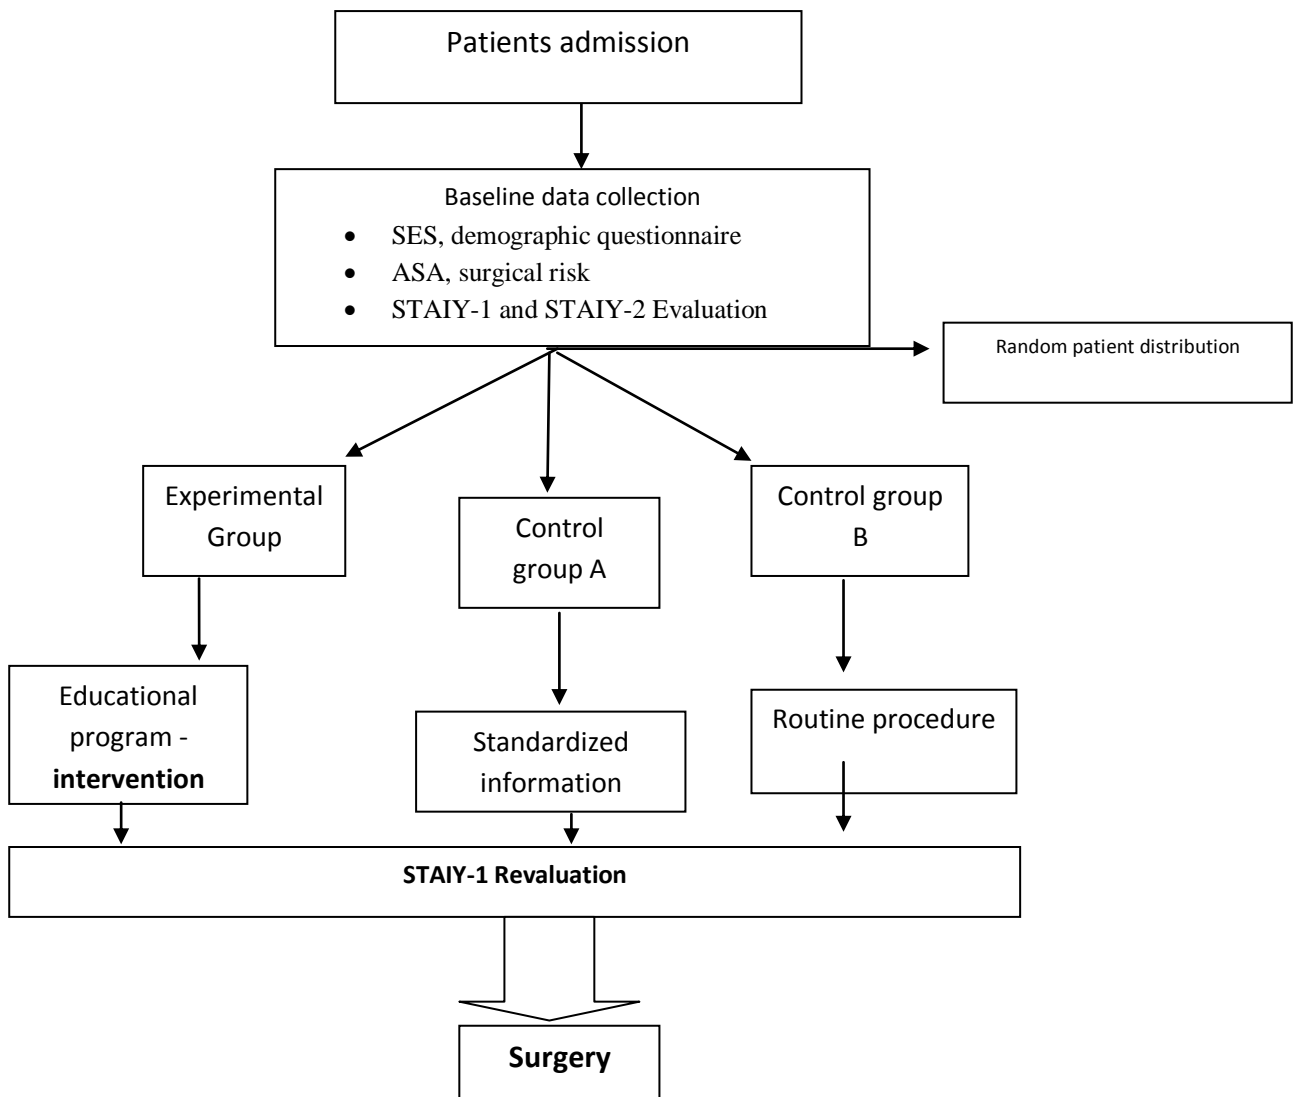 Patients admission
Baseline data collection
• SES, demographic questionnaire
• ASA, surgical risk
• STAIY-1 and STAIY-2 Evaluation
Random patient distribution
Experimental
Group
Control
group A
Control group
B
Educational
program -
intervention
Standardized
information
Routine procedure
STAIY-1 Revaluation
Surgery